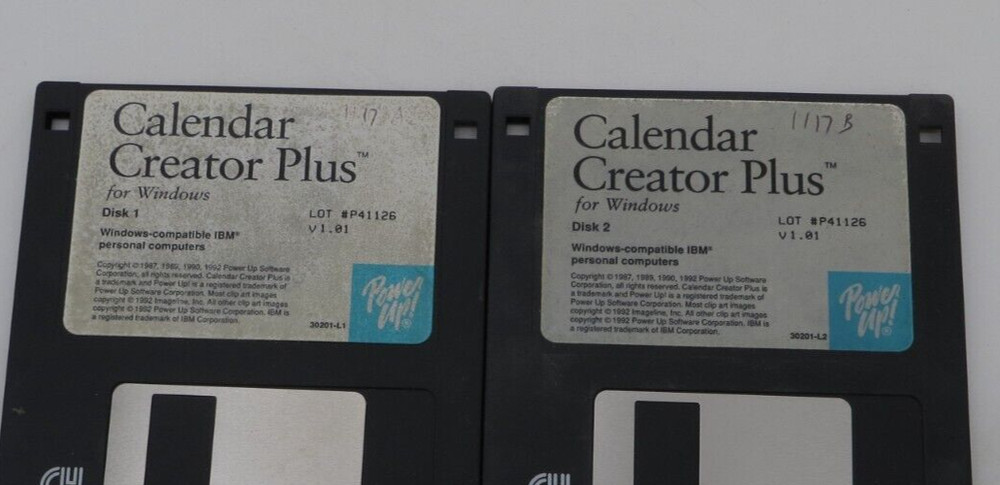 Calendar
Creator Plus™
for Windows
Disk 1
1117 A
LOT #P41126
V1.01
Windows-compatible IBM®
personal computers
Copyright © 1987, 1989, 1990, 1992 Power Up Software
Corporation, all rights reserved. Calendar Creator Plus is
a trademark and Power Up! is a registered trademark of
Power Up Software Corporation. Most clip art images
copyright © 1992 Imageline, Inc. All other clip art images
copyright © 1992 Power Up Software Corporation. IBM is
a registered trademark of IBM Corporation.
30201-L1
Power
Up!®
Calendar
Creator Plus™
for Windows
Disk 2
1117 B
LOT #P41126
V1.01
Windows-compatible IBM®
personal computers
Copyright © 1987, 1989, 1990, 1992 Power Up Software
Corporation, all rights reserved. Calendar Creator Plus is
a trademark and Power Up! is a registered trademark of
Power Up Software Corporation. Most clip art images
copyright © 1992 Imageline, Inc. All other clip art images
copyright © 1992 Power Up Software Corporation. IBM is
a registered trademark of IBM Corporation.
30201-L2
Power
Up!®